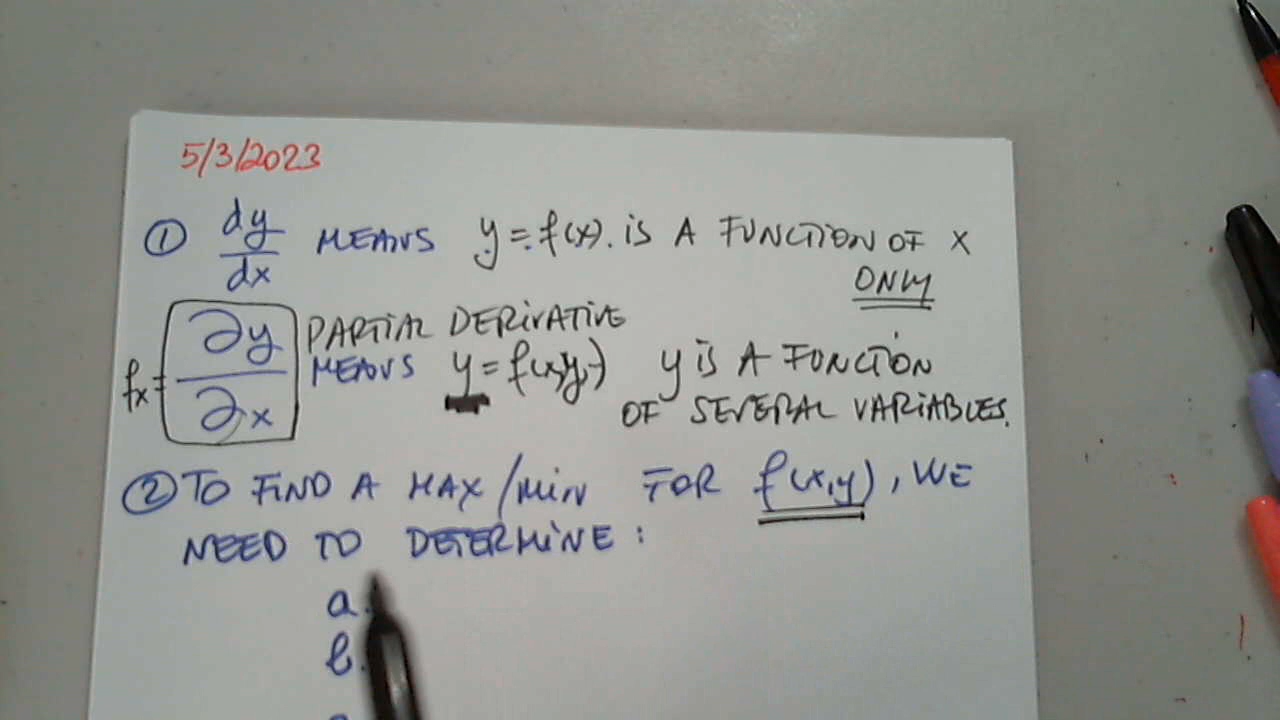 5/3/2023
① dy/dx MEANS y = f(x). is A FUNCTION OF X
ONLY
PARTIAL DERIVATIVE
fx = ∂y/∂x MEANS y = f(x,y,-) y is A FUNCTION
OF SEVERAL VARIABLES.
② TO FIND A MAX/MIN FOR f(x,y), WE
NEED TO DETERMINE:
a.
b.